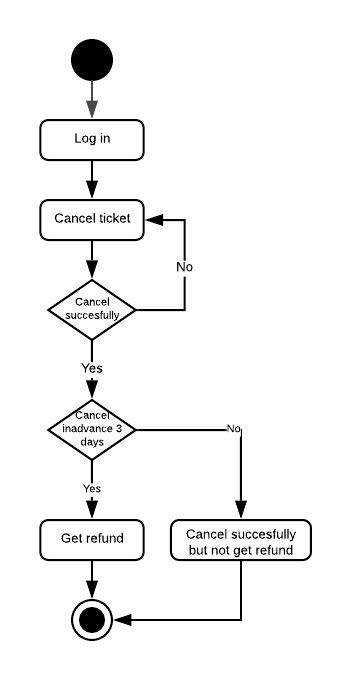 Log in
Cancel ticket
No
Cancel
succesfully
Yes
Cancel
inadvance 3
days
No
Yes
Get refund
Cancel succesfully
but not get refund